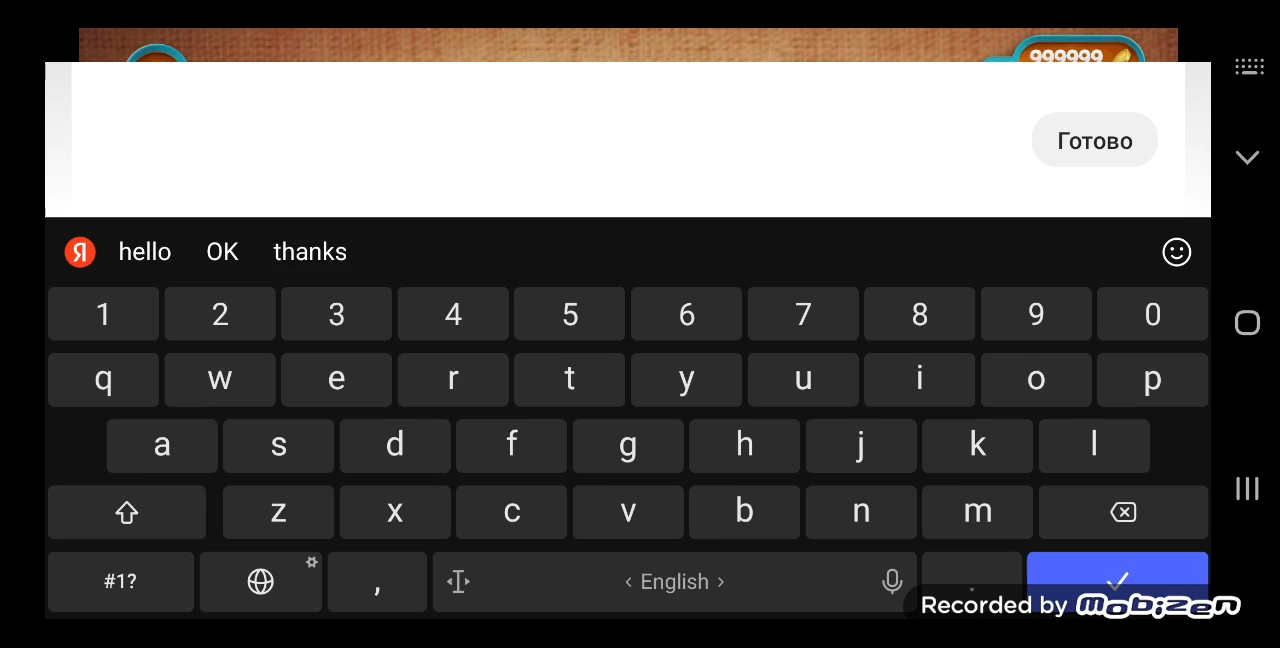 999999
Готово
Я hello OK thanks
1 2 3 4 5 6 7 8 9 0
q w e r t y u i o p
a s d f g h j k l
z x c v b n m
#1? , ‹ English › .
Recorded by mobizen